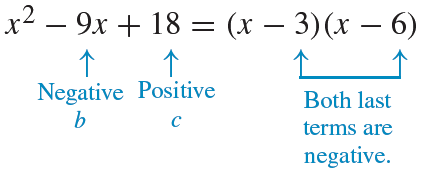 x² − 9x + 18 = (x − 3)(x − 6)
Negative Positive
b c
Both last
terms are
negative.